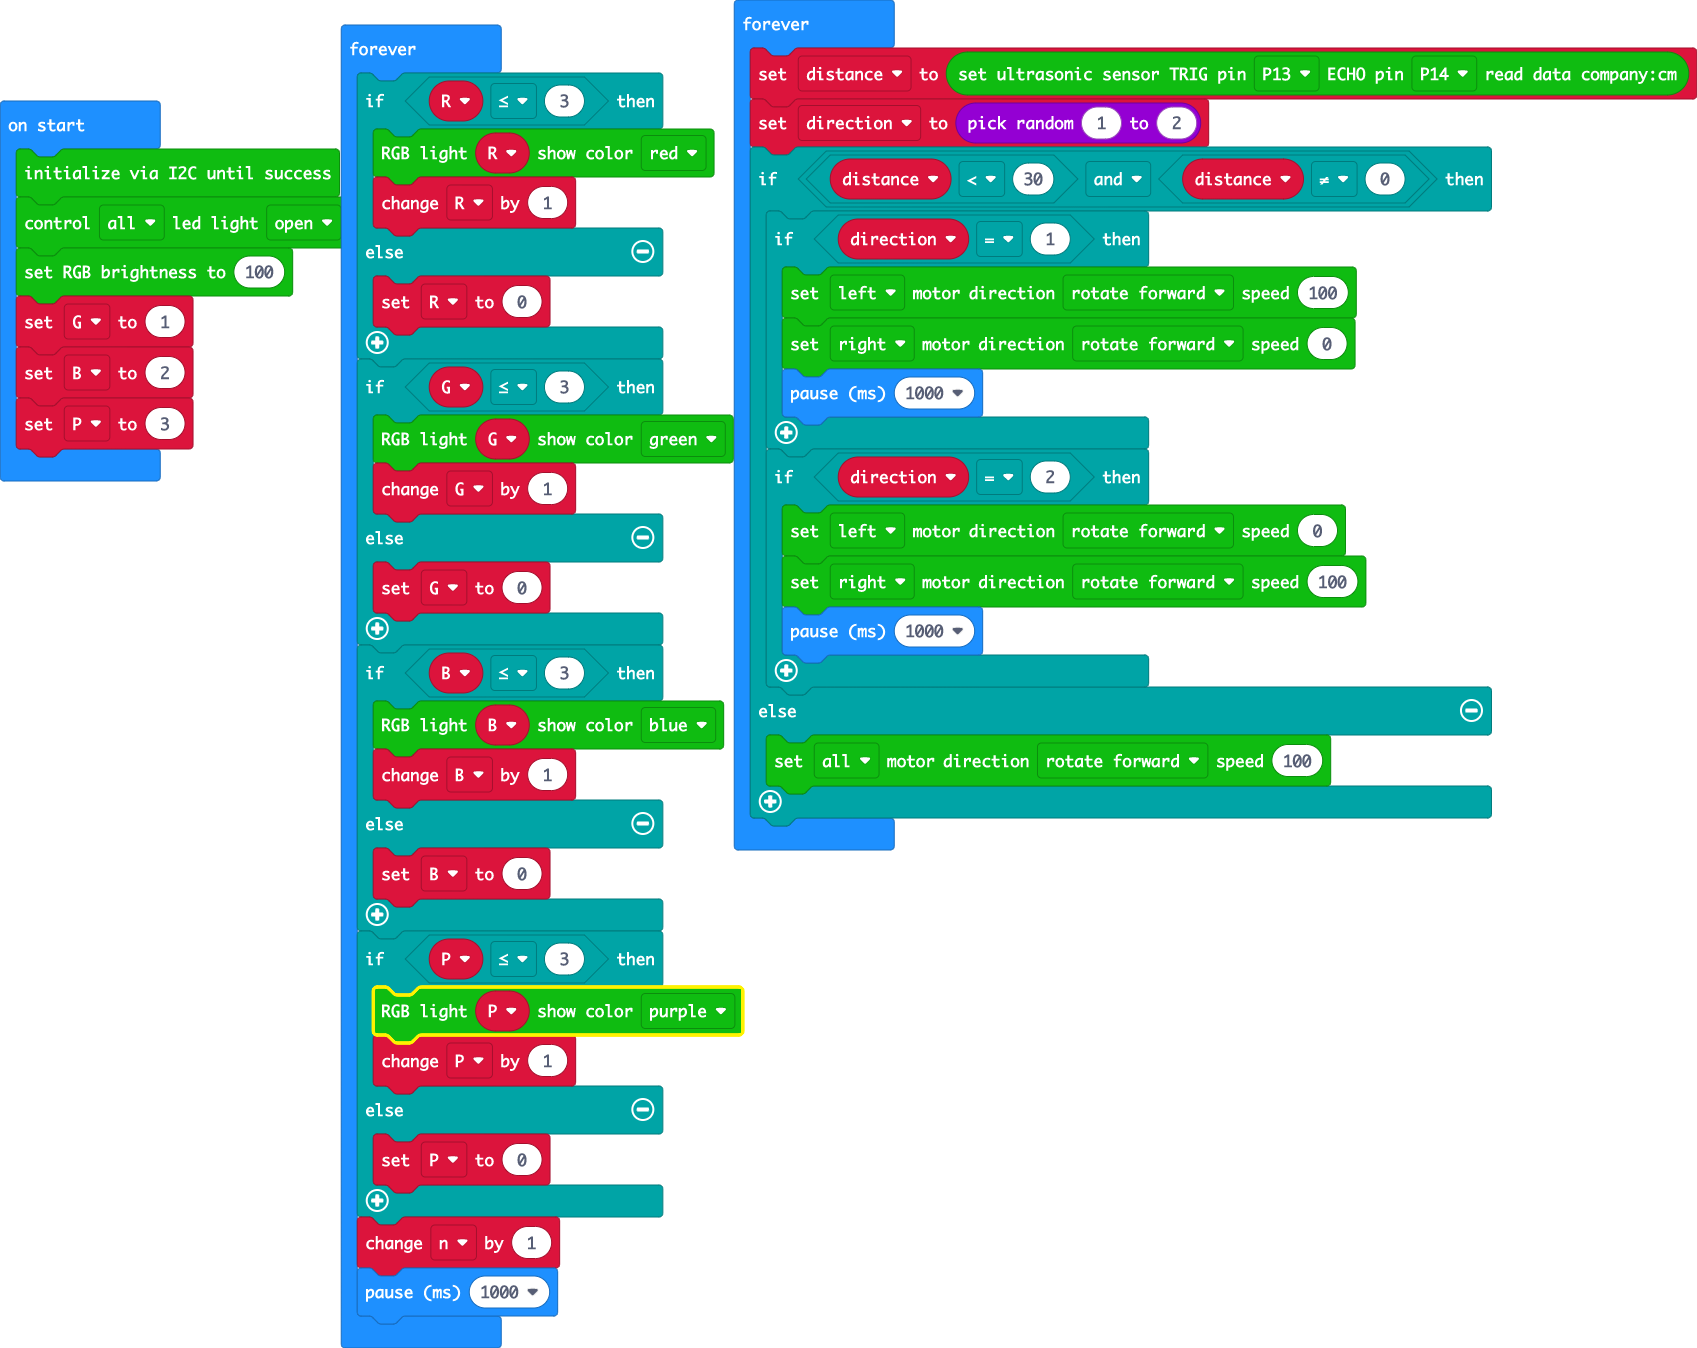 on start
initialize via I2C until success
control all led light open
set RGB brightness to 100
set G to 1
set B to 2
set P to 3
forever
if R ≤ 3 then
RGB light R show color red
change R by 1
else
set R to 0
if G ≤ 3 then
RGB light G show color green
change G by 1
else
set G to 0
if B ≤ 3 then
RGB light B show color blue
change B by 1
else
set B to 0
if P ≤ 3 then
RGB light P show color purple
change P by 1
else
set P to 0
change n by 1
pause (ms) 1000
forever
set distance to set ultrasonic sensor TRIG pin P13 ECHO pin P14 read data company:cm
set direction to pick random 1 to 2
if distance < 30 and distance ≠ 0 then
if direction = 1 then
set left motor direction rotate forward speed 100
set right motor direction rotate forward speed 0
pause (ms) 1000
if direction = 2 then
set left motor direction rotate forward speed 0
set right motor direction rotate forward speed 100
pause (ms) 1000
else
set all motor direction rotate forward speed 100